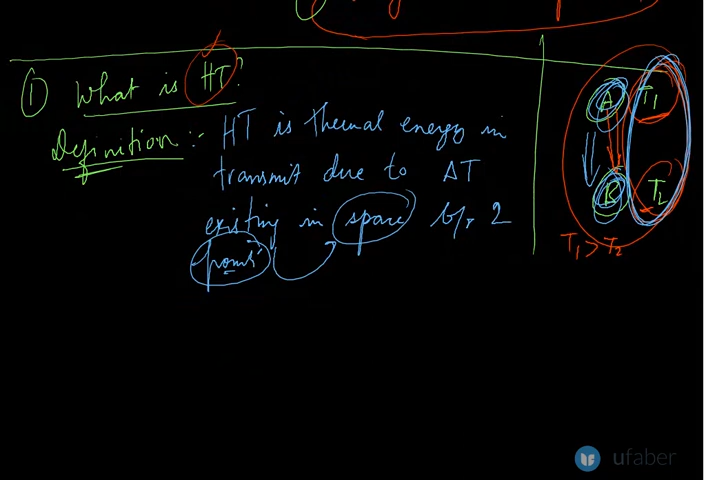 ① What is HT?
Definition :- HT is thermal energy in
transmit due to ΔT
existing in space b/w 2
points
A T1
B T2
T1 > T2
ufaber